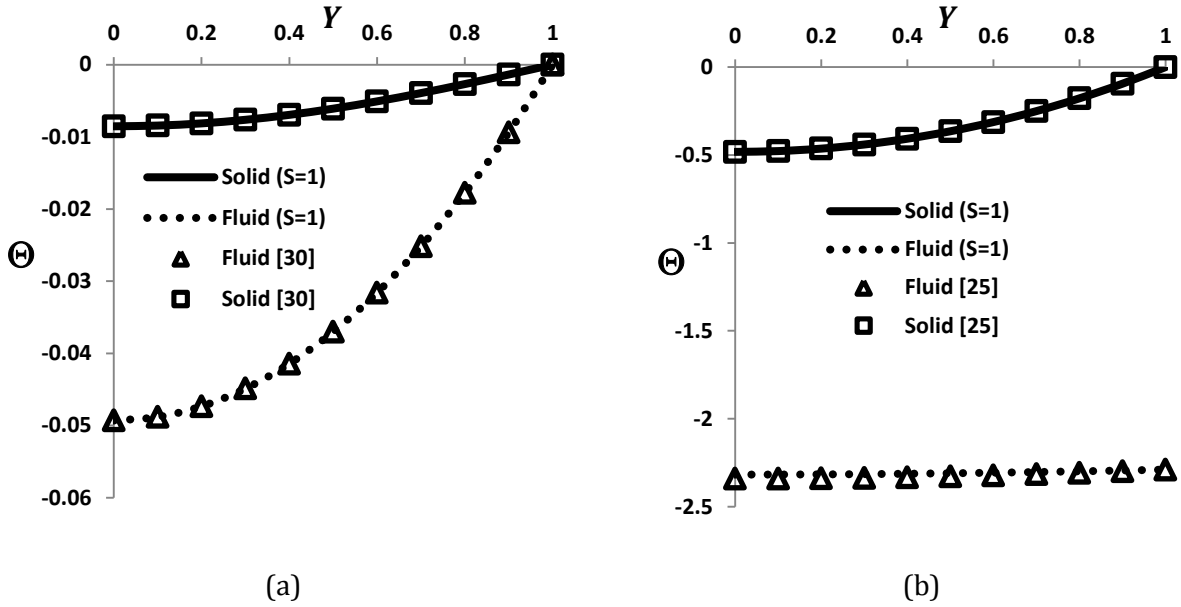 Y
0 0.2 0.4 0.6 0.8 1
0
-0.01
-0.02
-0.03
-0.04
-0.05
-0.06
Θ
Solid (S=1)
Fluid (S=1)
Fluid [30]
Solid [30]
(a)
Y
0 0.2 0.4 0.6 0.8 1
0
-0.5
-1
-1.5
-2
-2.5
Θ
Solid (S=1)
Fluid (S=1)
Fluid [25]
Solid [25]
(b)